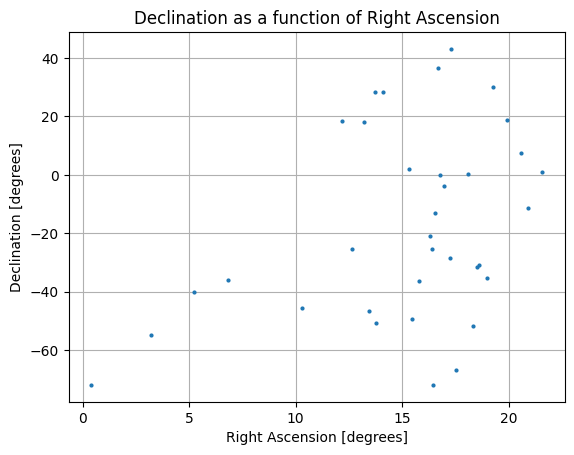 Declination as a function of Right Ascension
40
20
0
−20
−40
−60
Declination [degrees]
0 5 10 15 20
Right Ascension [degrees]